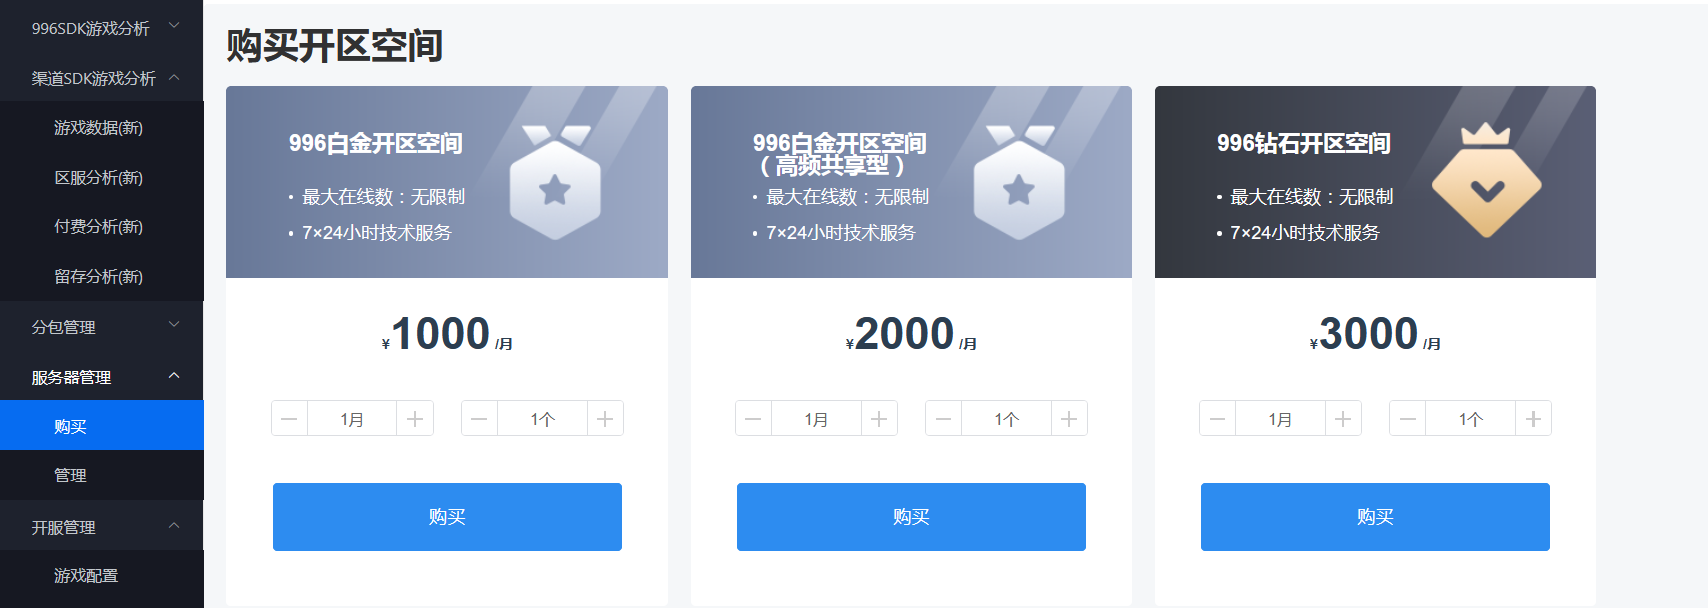 996SDK游戏分析
渠道SDK游戏分析
游戏数据(新)
区服分析(新)
付费分析(新)
留存分析(新)
分包管理
服务器管理
购买
管理
开服管理
游戏配置
购买开区空间
996白金开区空间
• 最大在线数：无限制
• 7×24小时技术服务
¥1000 /月
1月
1个
购买
996白金开区空间
（高频共享型）
• 最大在线数：无限制
• 7×24小时技术服务
¥2000 /月
1月
1个
购买
996钻石开区空间
• 最大在线数：无限制
• 7×24小时技术服务
¥3000 /月
1月
1个
购买